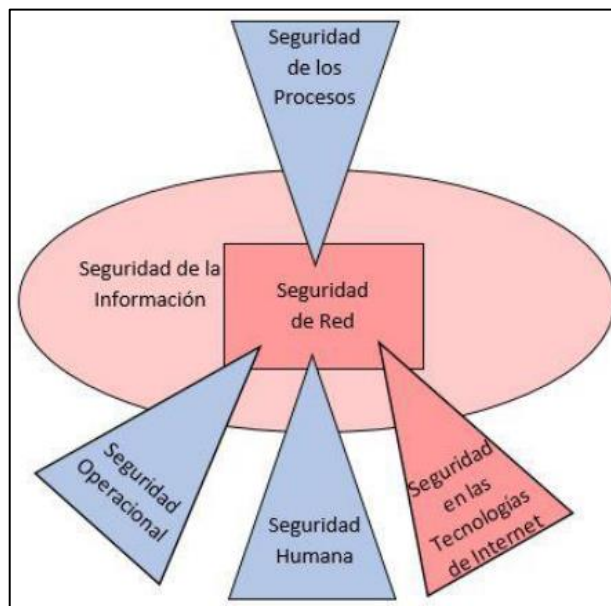 Seguridad
de los
Procesos
Seguridad de la
Información
Seguridad
de Red
Seguridad
Operacional
Seguridad
Humana
Seguridad
en las
Tecnologías
de Internet